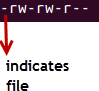 -rw-rw-r--
indicates
file